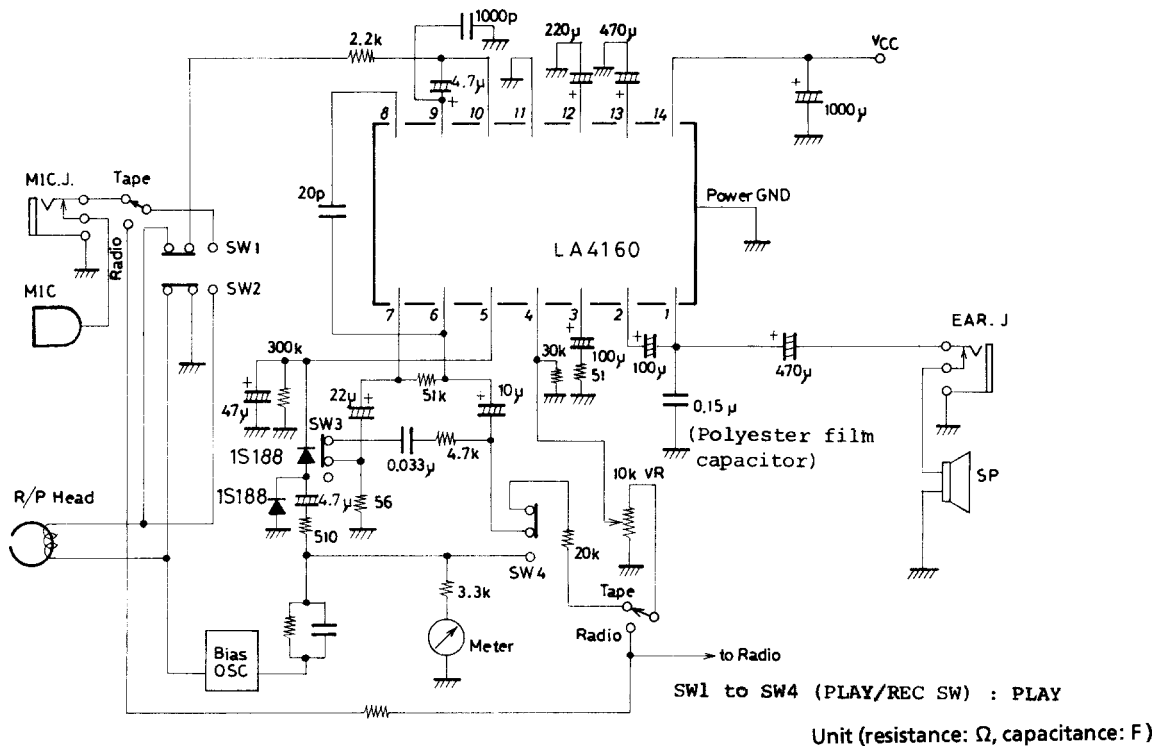 1000p
2.2k
220μ
470μ
VCC
4.7μ
+
+
+
+
1000μ
8
9
10
11
12
13
14
MIC.J.
Tape
20p
Power GND
Radio
SW1
LA4160
SW2
MIC
7
6
5
4
3
2
1
EAR. J
300k
30k
+
100μ
51
+
100μ
+
470μ
+
47μ
22μ
+
51k
10μ
+
0.15μ
(Polyester film
capacitor)
SW3
1S188
0.033μ
4.7k
10k VR
SP
1S188
4.7μ
56
R/P Head
510
20k
SW4
Tape
3.3k
Radio
Meter
Bias
OSC
to Radio
SW1 to SW4 (PLAY/REC SW) : PLAY
Unit (resistance: Ω, capacitance: F)